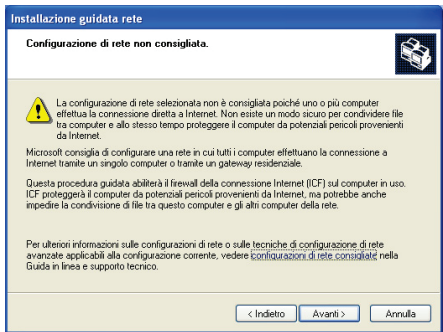 Installazione guidata rete
Configurazione di rete non consigliata.
La configurazione di rete selezionata non è consigliata poiché uno o più computer
effettua la connessione diretta a Internet. Non esiste un modo sicuro per condividere file
tra computer e allo stesso tempo proteggere il computer da potenziali pericoli provenienti
da Internet.
Microsoft consiglia di configurare una rete in cui tutti i computer effettuano la connessione a
Internet tramite un singolo computer o tramite un gateway residenziale.
Questa procedura guidata abiliterà il firewall della connessione Internet (ICF) sul computer in uso.
ICF proteggerà il computer da potenziali pericoli provenienti da Internet, ma potrebbe anche
impedire la condivisione di file tra questo computer e gli altri computer della rete.
Per ulteriori informazioni sulle configurazioni di rete o sulle tecniche di configurazione di rete
avanzate applicabili alla configurazione corrente, vedere configurazioni di rete consigliate nella
Guida in linea e supporto tecnico.
< Indietro Avanti > Annulla